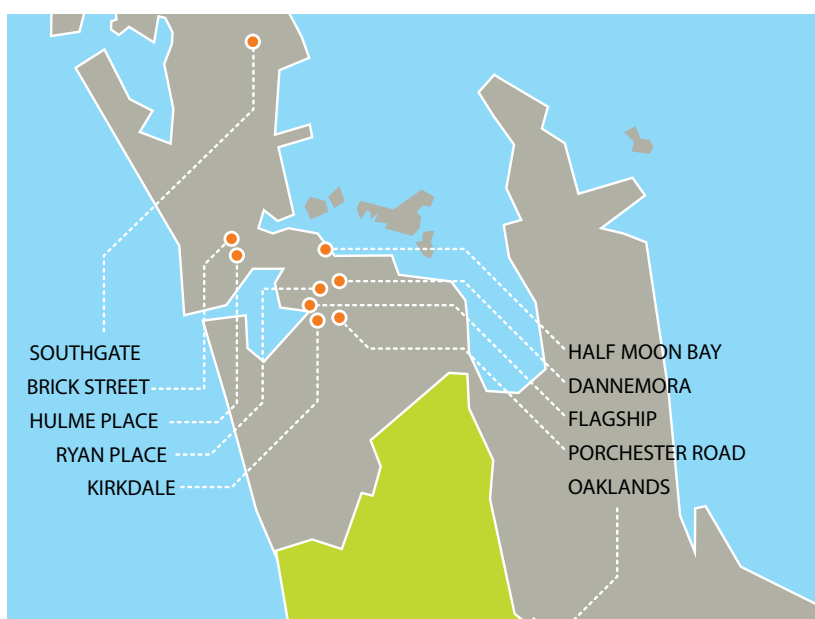 SOUTHGATE
BRICK STREET
HULME PLACE
RYAN PLACE
KIRKDALE
HALF MOON BAY
DANNEMORA
FLAGSHIP
PORCHESTER ROAD
OAKLANDS